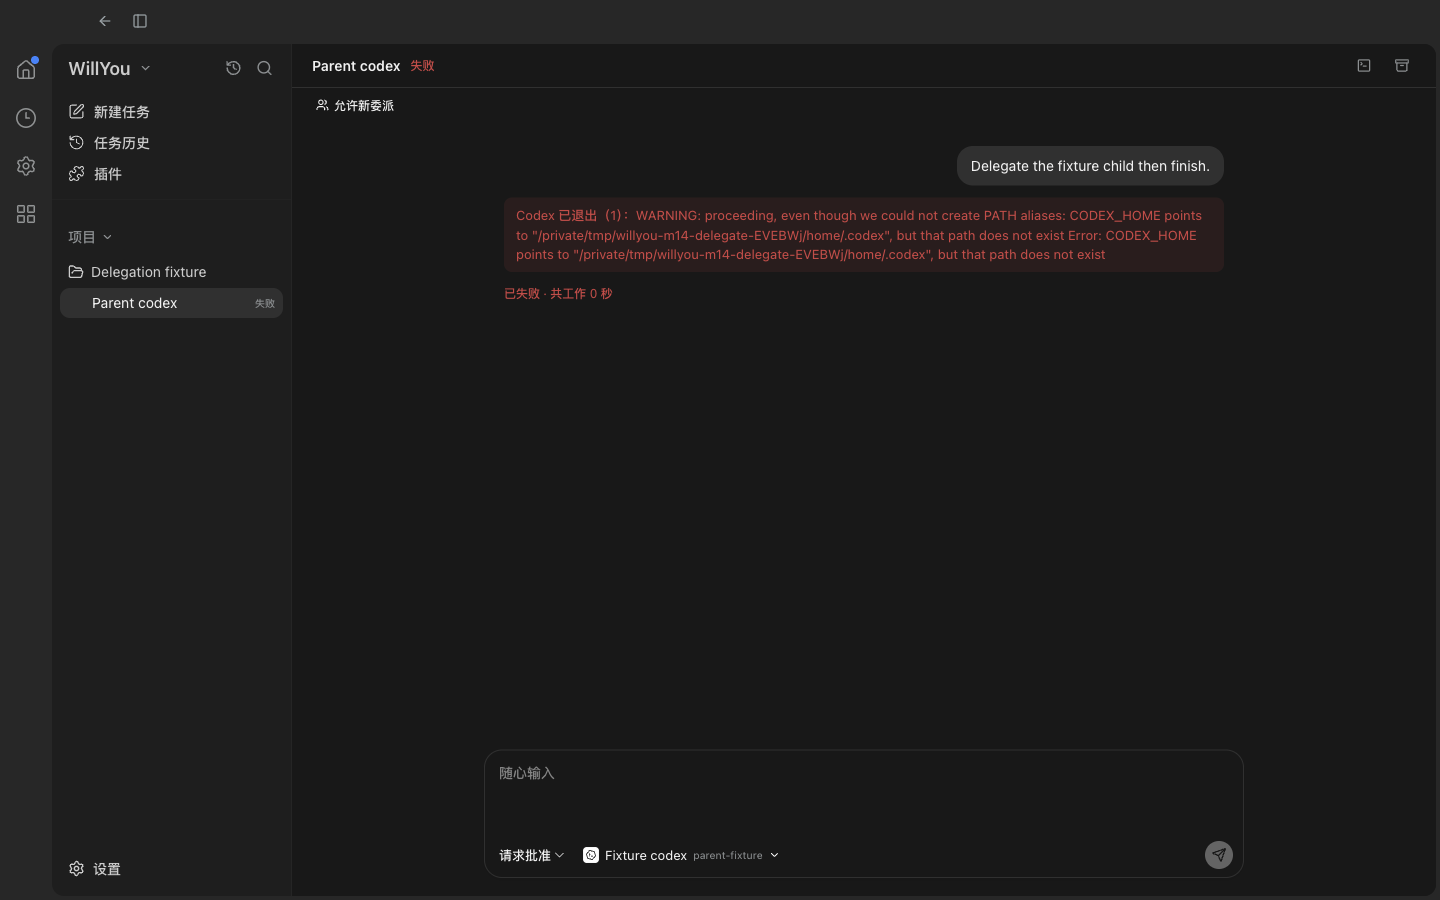 WillYou
新建任务
任务历史
插件
项目
Delegation fixture
Parent codex 失败
设置
Parent codex 失败
允许新委派
Delegate the fixture child then finish.
Codex 已退出（1）：WARNING: proceeding, even though we could not create PATH aliases: CODEX_HOME points
to "/private/tmp/willyou-m14-delegate-EVEBWj/home/.codex", but that path does not exist Error: CODEX_HOME
points to "/private/tmp/willyou-m14-delegate-EVEBWj/home/.codex", but that path does not exist
已失败 · 共工作 0 秒
随心输入
请求批准 Fixture codex parent-fixture